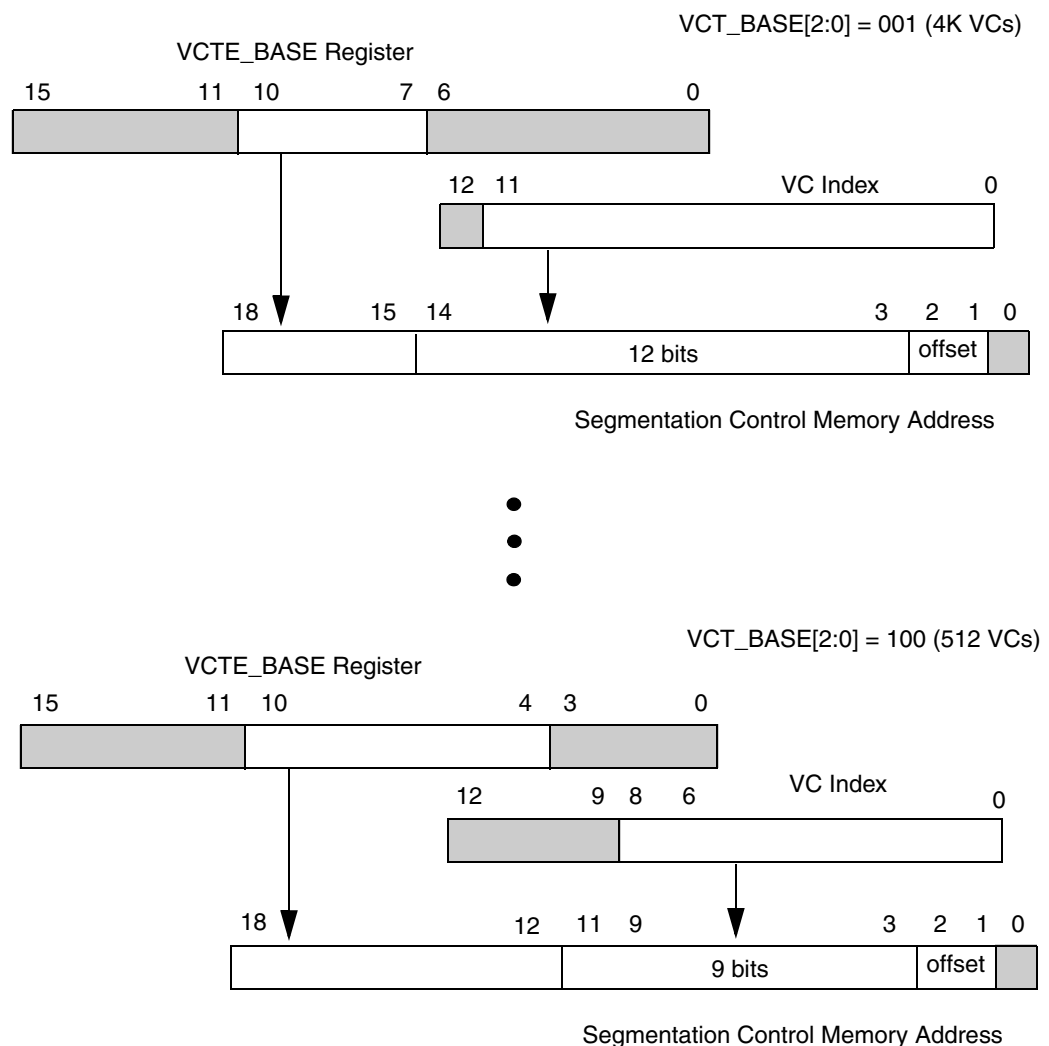 VCT_BASE[2:0] = 001 (4K VCs)
VCTE_BASE Register
15 11 10 7 6 0
12 11 VC Index 0
18 15 14 3 2 1 0
12 bits offset
Segmentation Control Memory Address
VCT_BASE[2:0] = 100 (512 VCs)
VCTE_BASE Register
15 11 10 4 3 0
12 9 8 6 VC Index 0
18 12 11 9 3 2 1 0
9 bits offset
Segmentation Control Memory Address